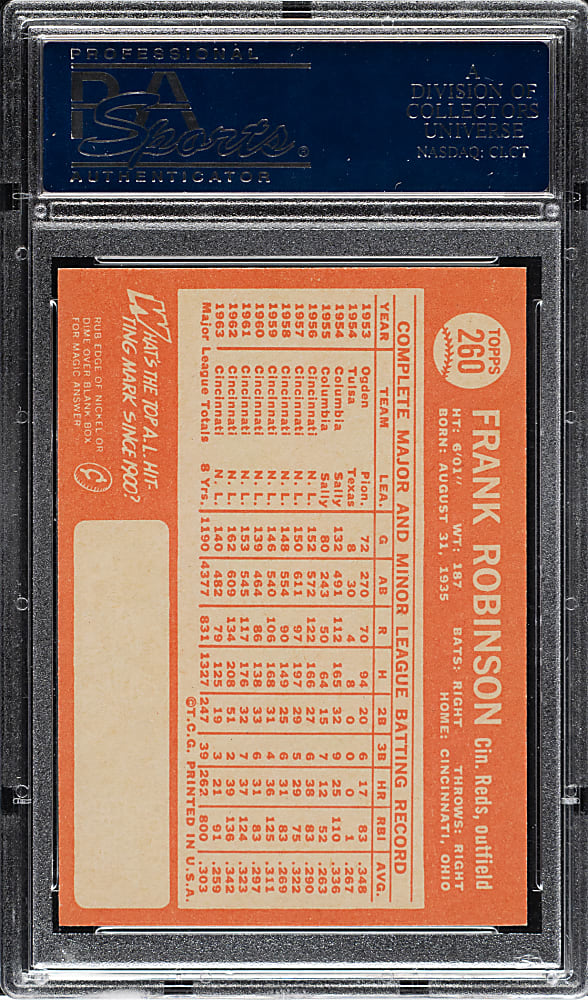 PROFESSIONAL
PSA
Sports®
AUTHENTICATOR
A
DIVISION OF
COLLECTORS
UNIVERSE
NASDAQ: CLCT
TOPPS
260
FRANK ROBINSON Cin. Reds, outfield
HT: 6'01" WT: 187 BATS: RIGHT THROWS: RIGHT
BORN: AUGUST 31, 1935 HOME: CINCINNATI, OHIO
COMPLETE MAJOR AND MINOR LEAGUE BATTING RECORD
YEAR TEAM LEA. G AB R H 2B 3B HR RBI AVG.
1953 Ogden Pion. 72 270 70 94 20 6 17 83 .348
1954 Tulsa Texas 8 30 4 8 0 0 0 1 .267
1954 Columbia Sally 132 491 112 165 32 9 25 110 .336
1955 Columbia Sally 80 243 50 64 15 7 12 52 .263
1956 Cincinnati N. L. 152 572 122 166 27 6 38 83 .290
1957 Cincinnati N. L. 150 611 97 197 29 5 29 75 .322
1958 Cincinnati N. L. 148 554 90 149 25 6 31 83 .269
1959 Cincinnati N. L. 146 540 106 168 31 4 36 125 .311
1960 Cincinnati N. L. 139 464 86 138 33 6 31 83 .297
1961 Cincinnati N. L. 153 545 117 176 32 7 37 124 .323
1962 Cincinnati N. L. 162 609 134 208 51 2 39 136 .342
1963 Cincinnati N. L. 140 482 79 125 19 3 21 91 .259
Major League Totals 8 Yrs. 1190 4377 831 1327 247 39 262 800 .303
©T.C.G. PRINTED IN U.S.A.
WHAT'S THE TOP A.L. HIT-
TING MARK SINCE 1900?
RUB EDGE OF NICKEL OR
DIME OVER BLANK BOX
FOR MAGIC ANSWER
C